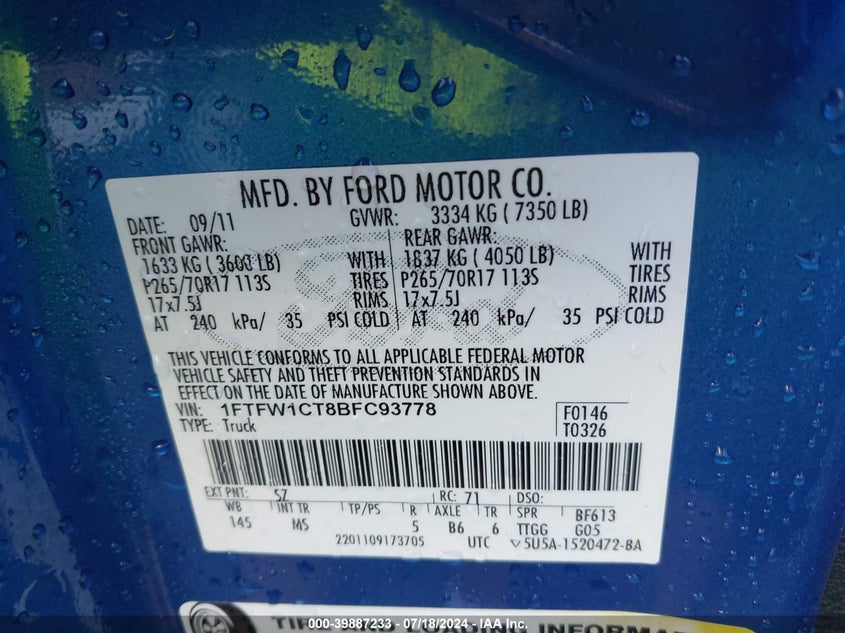 MFD. BY FORD MOTOR CO.
DATE: 09/11 GVWR: 3334 KG ( 7350 LB)
FRONT GAWR: REAR GAWR:
1633 KG ( 3600 LB) WITH 1837 KG ( 4050 LB) WITH
P265/70R17 113S TIRES P265/70R17 113S TIRES
17x7.5J RIMS 17x7.5J RIMS
AT 240 kPa/ 35 PSI COLD AT 240 kPa/ 35 PSI COLD
THIS VEHICLE CONFORMS TO ALL APPLICABLE FEDERAL MOTOR
VEHICLE SAFETY AND THEFT PREVENTION STANDARDS IN
EFFECT ON THE DATE OF MANUFACTURE SHOWN ABOVE.
VIN: 1FTFW1CT8BFC93778 F0146
TYPE: Truck T0326
EXT PNT: SZ RC: 71 DSO:
WB INT TR TP/PS R AXLE TR SPR BF613
145 MS 5 B6 6 TTGG G05
2201109173705 UTC 5U5A-1520472-BA
TIRE AND LOADING INFORMA
000-39887233 - 07/18/2024 - IAA Inc.